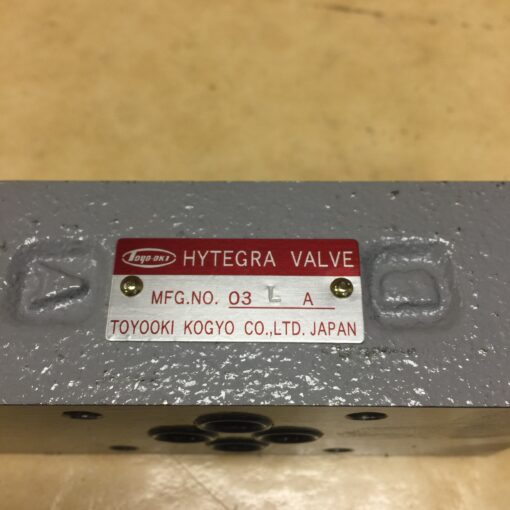 TOYO-OKI HYTEGRA VALVE
MFG.NO. 03 L A
TOYOOKI KOGYO CO.,LTD. JAPAN